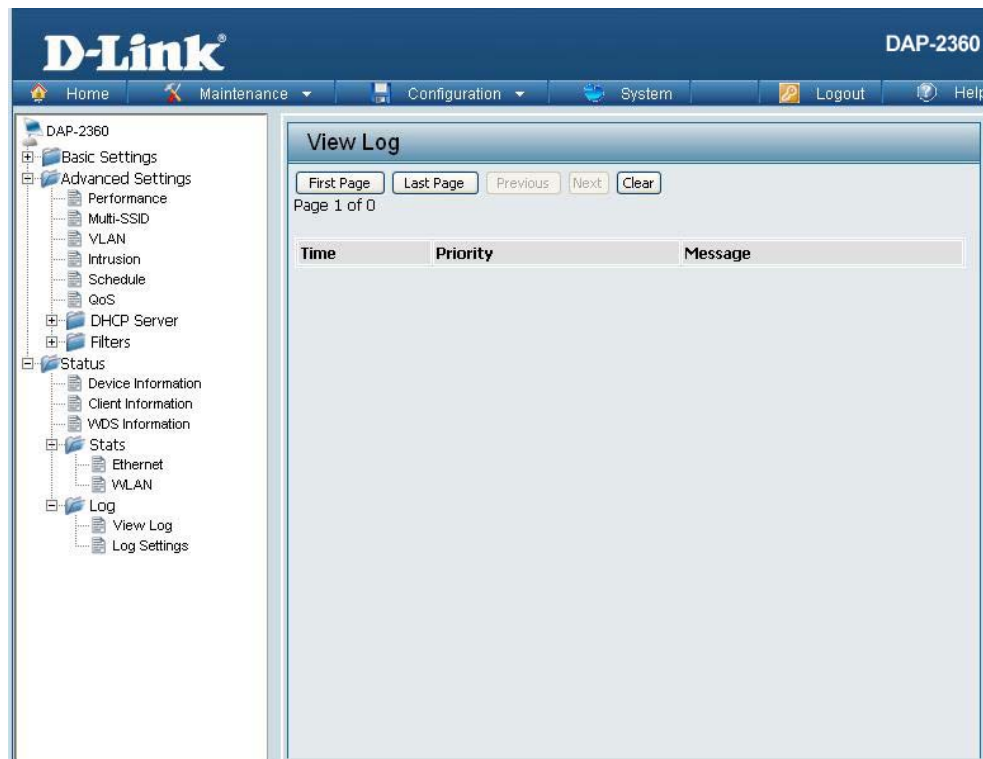 D-Link®
DAP-2360
Home Maintenance Configuration System Logout Help
DAP-2360
Basic Settings
Advanced Settings
Performance
Multi-SSID
VLAN
Intrusion
Schedule
QoS
DHCP Server
Filters
Status
Device Information
Client Information
WDS Information
Stats
Ethernet
WLAN
Log
View Log
Log Settings
View Log
First Page Last Page Previous Next Clear
Page 1 of 0
Time Priority Message